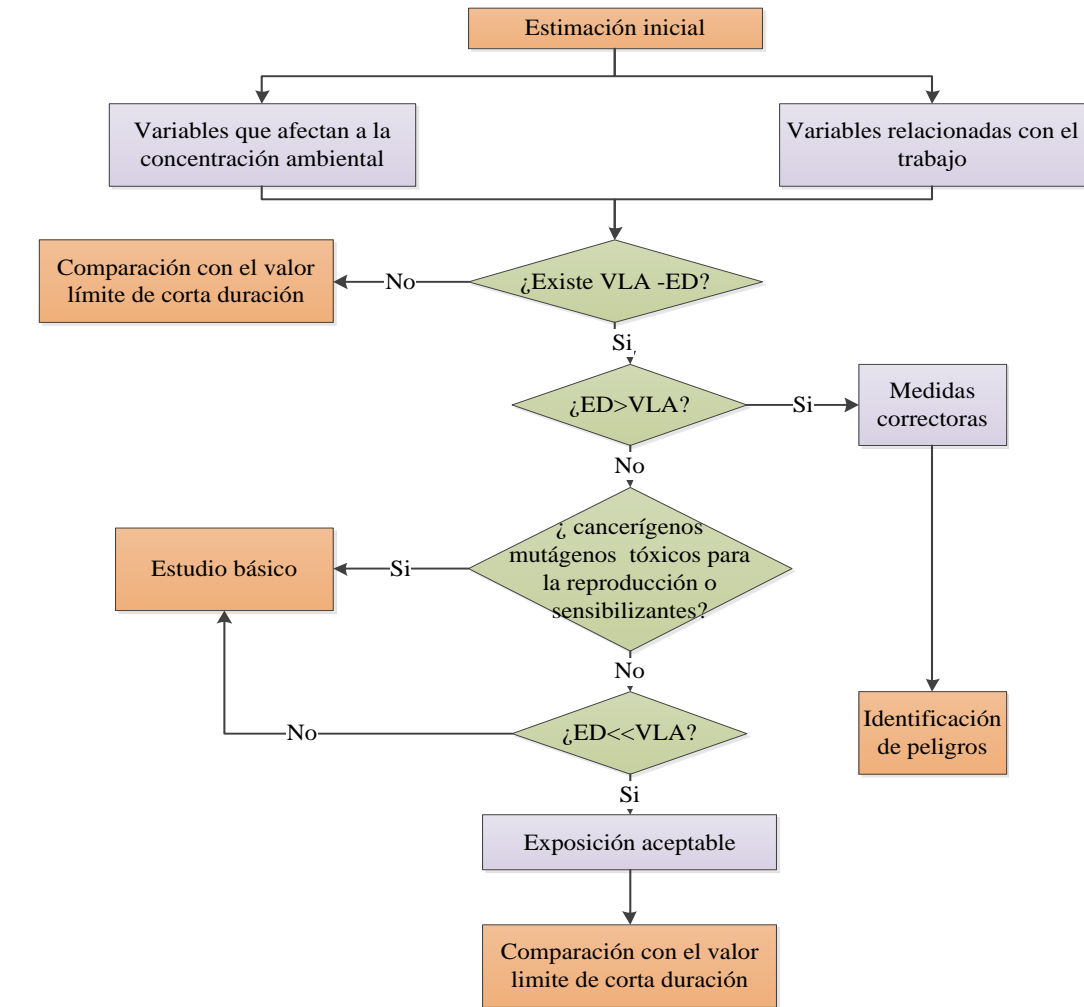 Estimación inicial
Variables que afectan a la
concentración ambiental
Variables relacionadas con el
trabajo
Comparación con el valor
límite de corta duración
No
¿Existe VLA -ED?
Si
¿ED>VLA?
Si
Medidas
correctoras
No
¿ cancerígenos
mutágenos tóxicos para
la reproducción o
sensibilizantes?
Si
Estudio básico
No
¿ED<<VLA?
No
Identificación
de peligros
Si
Exposición aceptable
Comparación con el valor
limite de corta duración